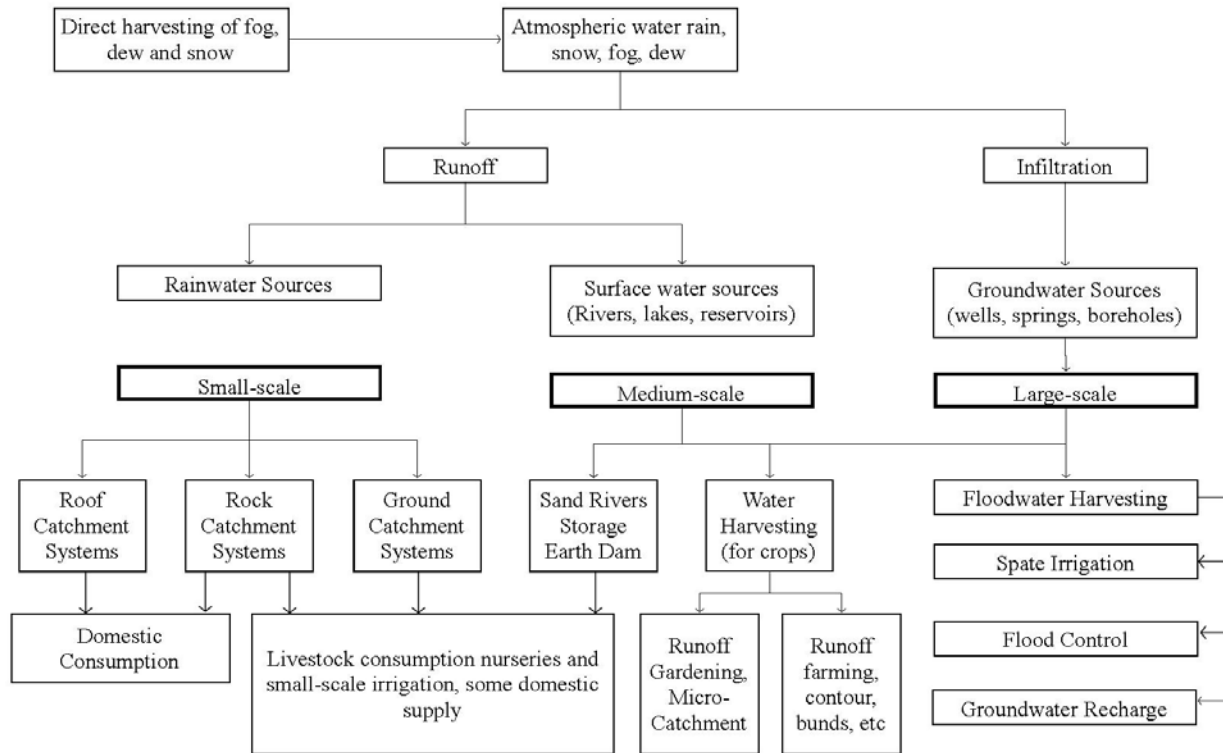 Direct harvesting of fog,
dew and snow
Atmospheric water rain,
snow, fog, dew
Runoff
Infiltration
Rainwater Sources
Surface water sources
(Rivers, lakes, reservoirs)
Groundwater Sources
(wells, springs, boreholes)
Small-scale
Medium-scale
Large-scale
Roof
Catchment
Systems
Rock
Catchment
Systems
Ground
Catchment
Systems
Sand Rivers
Storage
Earth Dam
Water
Harvesting
(for crops)
Floodwater Harvesting
Spate Irrigation
Flood Control
Groundwater Recharge
Domestic
Consumption
Livestock consumption nurseries and
small-scale irrigation, some domestic
supply
Runoff
Gardening,
Micro-
Catchment
Runoff
farming,
contour,
bunds, etc